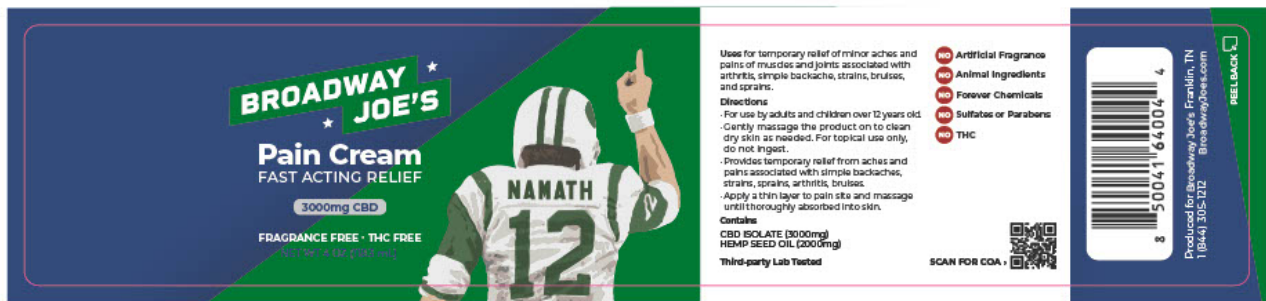 BROADWAY
JOE'S
Pain Cream
FAST ACTING RELIEF
3000mg CBD
FRAGRANCE FREE • THC FREE
NAMATH
12
12
Uses for temporary relief of minor aches and
pains of muscles and joints associated with
arthritis, simple backache, strains, bruises,
and sprains.
Directions
· For use by adults and children over 12 years old.
· Gently massage the product on to clean
dry skin as needed. For topical use only,
do not ingest.
· Provides temporary relief from aches and
pains associated with simple backaches,
strains, sprains, arthritis, bruises.
· Apply a thin layer to pain site and massage
until thoroughly absorbed into skin.
Contains
CBD ISOLATE (3000mg)
HEMP SEED OIL (2000mg)
Third-party Lab Tested
NO Artificial Fragrance
NO Animal Ingredients
NO Forever Chemicals
NO Sulfates or Parabens
NO THC
SCAN FOR COA ›
8 50041 64004 4
Produced for Broadway Joe's Franklin, TN
1 (844) 305-1212 BroadwayJoes.com
PEEL BACK